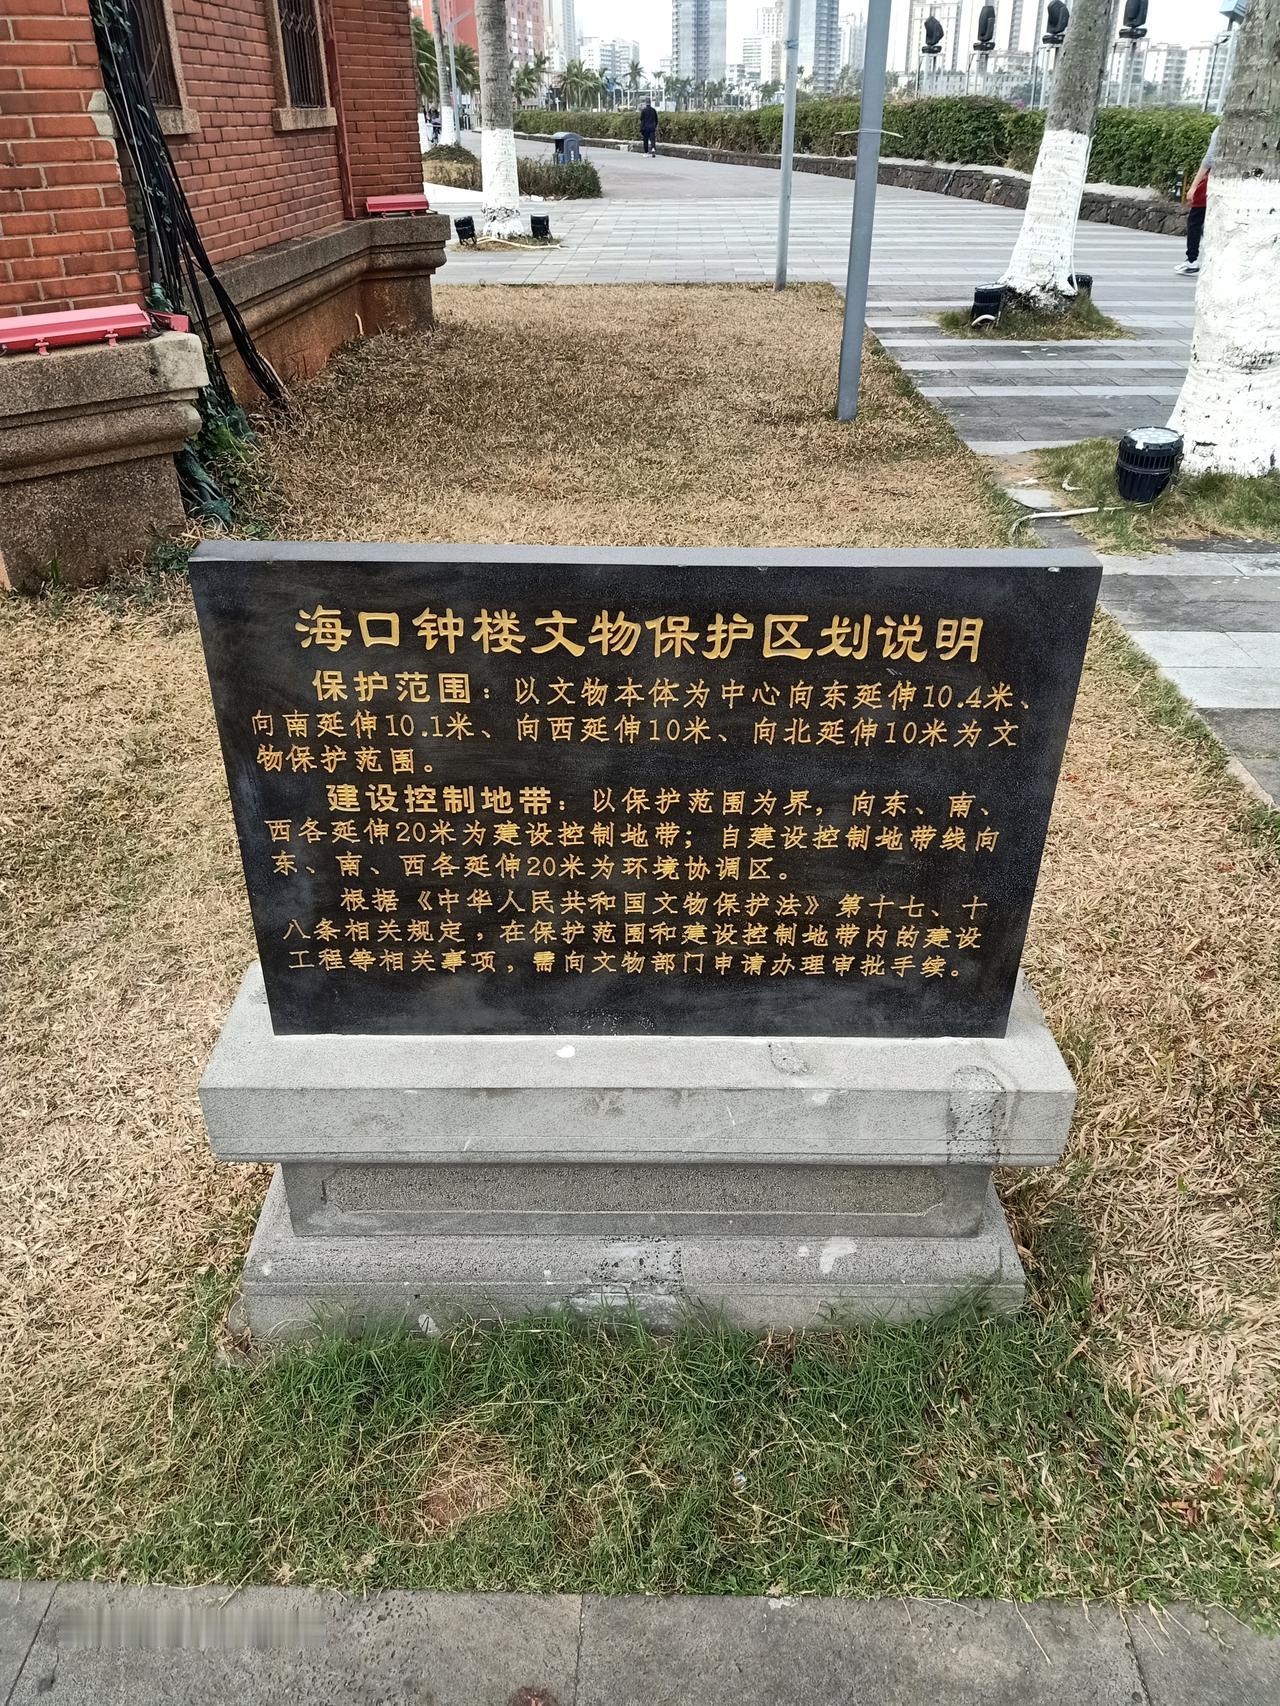 海口钟楼文物保护区划说明
保护范围：以文物本体为中心向东延伸10.4米、
向南延伸10.1米、向西延伸10米、向北延伸10米为文
物保护范围。
建设控制地带：以保护范围为界，向东、南、
西各延伸20米为建设控制地带；自建设控制地带线向
东、南、西各延伸20米为环境协调区。
根据《中华人民共和国文物保护法》第十七、十
八条相关规定，在保护范围和建设控制地带内的建设
工程等相关事项，需向文物部门申请办理审批手续。